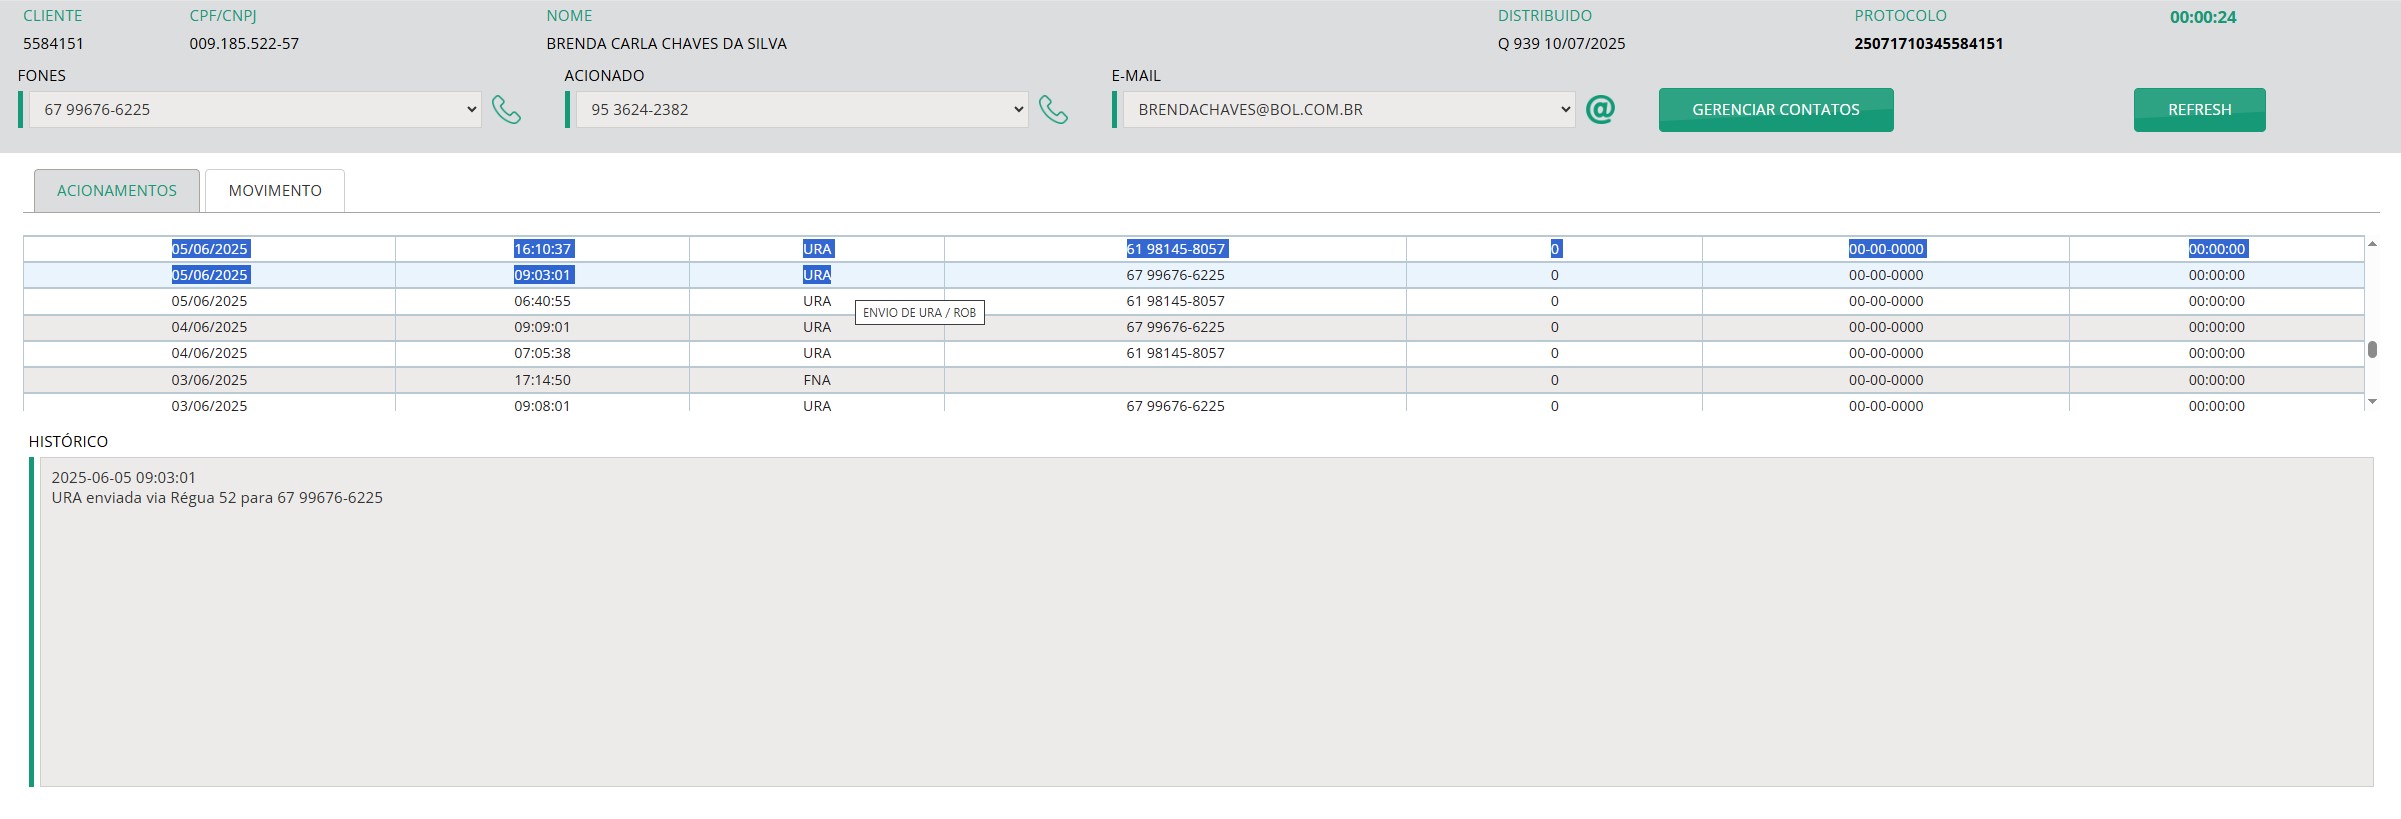 CLIENTE CPF/CNPJ NOME DISTRIBUIDO PROTOCOLO 00:00:24
5584151 009.185.522-57 BRENDA CARLA CHAVES DA SILVA Q 939 10/07/2025 25071710345584151
FONES ACIONADO E-MAIL
67 99676-6225 95 3624-2382 BRENDACHAVES@BOL.COM.BR @ GERENCIAR CONTATOS REFRESH
ACIONAMENTOS MOVIMENTO
05/06/2025 16:10:37 URA 61 98145-8057 0 00-00-0000 00:00:00
05/06/2025 09:03:01 URA 67 99676-6225 0 00-00-0000 00:00:00
05/06/2025 06:40:55 URA 61 98145-8057 0 00-00-0000 00:00:00
ENVIO DE URA / ROB
04/06/2025 09:09:01 URA 67 99676-6225 0 00-00-0000 00:00:00
04/06/2025 07:05:38 URA 61 98145-8057 0 00-00-0000 00:00:00
03/06/2025 17:14:50 FNA 0 00-00-0000 00:00:00
03/06/2025 09:08:01 URA 67 99676-6225 0 00-00-0000 00:00:00
HISTÓRICO
2025-06-05 09:03:01
URA enviada via Régua 52 para 67 99676-6225